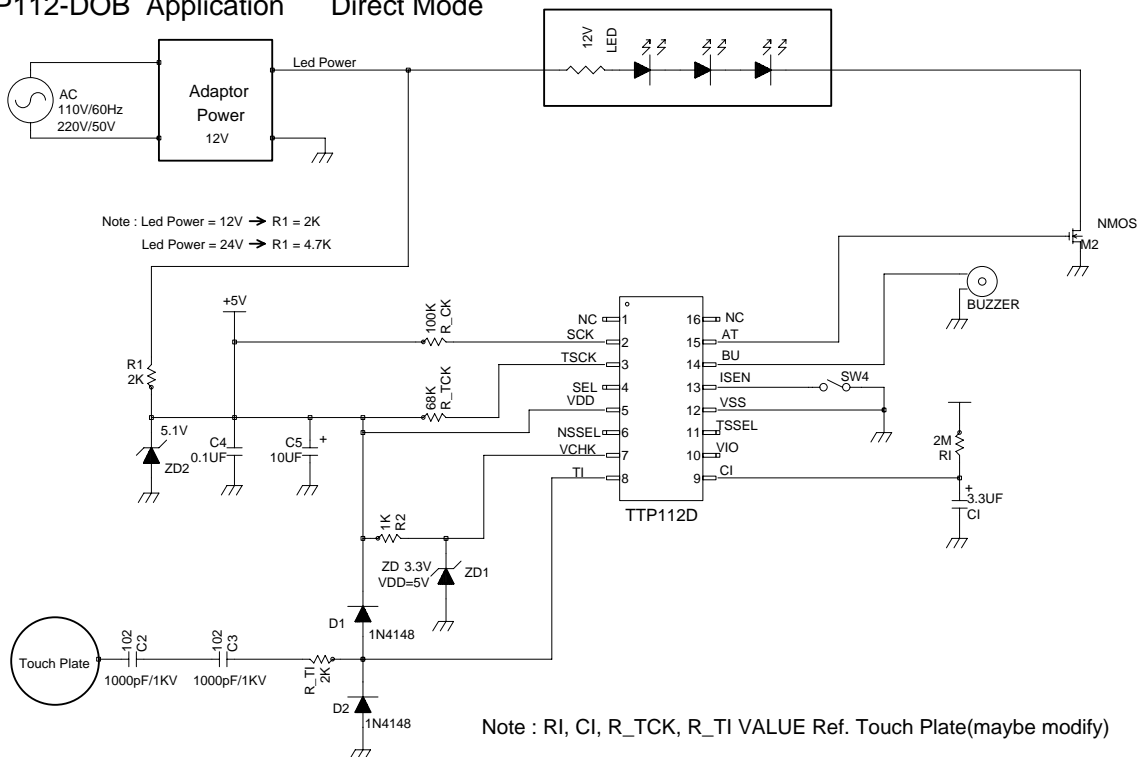 P112-DOB Application Direct Mode
12V
LED
Led Power
AC
110V/60Hz
220V/50V
Adaptor
Power
12V
Note : Led Power = 12V → R1 = 2K
Led Power = 24V → R1 = 4.7K
NMOS
M2
+5V
100K
R_CK
NC
1
16
NC
SCK
2
15
AT
BUZZER
TSCK
3
14
BU
R1
2K
68K
R_TCK
SEL
4
13
ISEN
SW4
VDD
5
12
VSS
5.1V
ZD2
C4
0.1UF
C5
+
10UF
NSSEL
6
11
TSSEL
VCHK
7
10
VIO
2M
RI
TI
8
9
CI
+
3.3UF
CI
TTP112D
1K
R2
ZD 3.3V
VDD=5V
ZD1
D1
1N4148
Touch Plate
102
C2
1000pF/1KV
102
C3
1000pF/1KV
R_TI
2K
D2
1N4148
Note : RI, CI, R_TCK, R_TI VALUE Ref. Touch Plate(maybe modify)